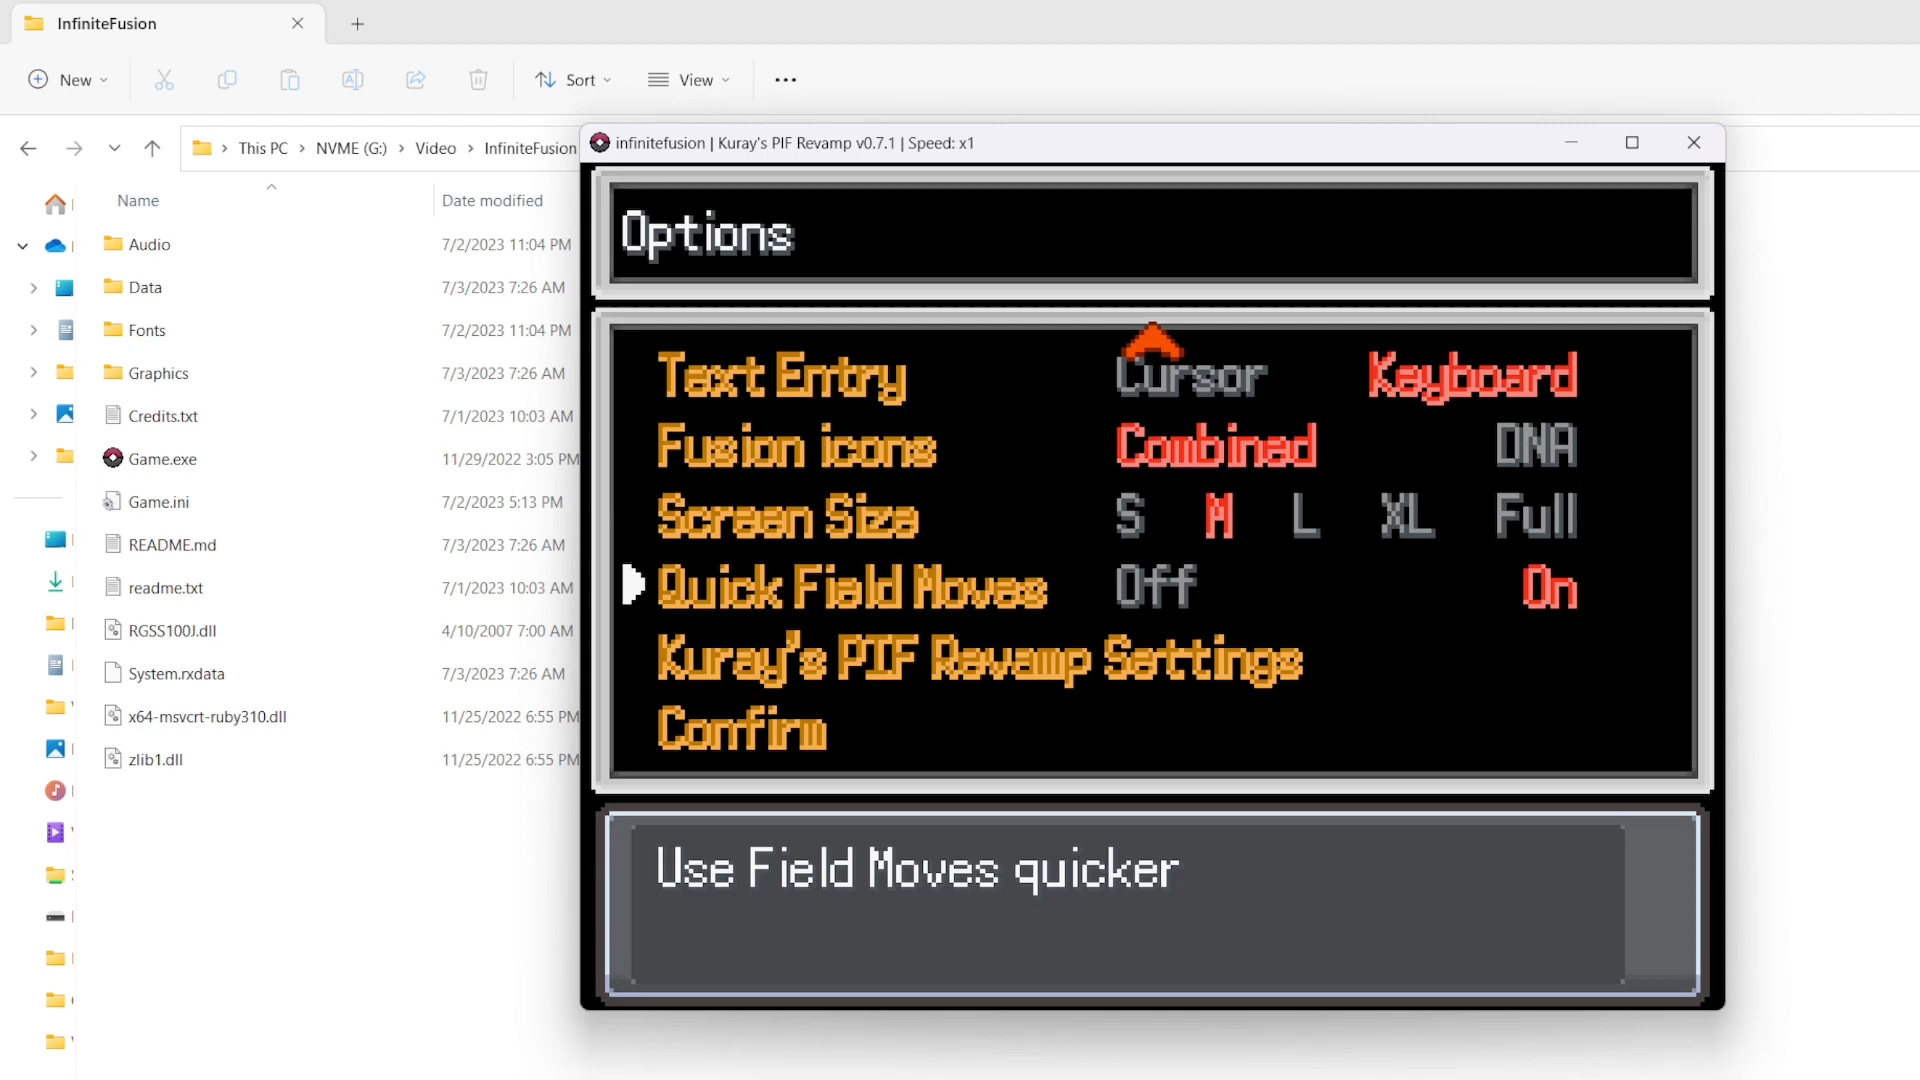 InfiniteFusion
New
Sort
View
This PC
NVME (G:)
Video
InfiniteFusion
Name
Date modified
Audio
7/2/2023 11:04 PM
Data
7/3/2023 7:26 AM
Fonts
7/2/2023 11:04 PM
Graphics
7/3/2023 7:26 AM
Credits.txt
7/1/2023 10:03 AM
Game.exe
11/29/2022 3:05 PM
Game.ini
7/2/2023 5:13 PM
README.md
7/3/2023 7:26 AM
readme.txt
7/1/2023 10:03 AM
RGSS100J.dll
4/10/2007 7:00 AM
System.rxdata
7/3/2023 7:26 AM
x64-msvcrt-ruby310.dll
11/25/2022 6:55 PM
zlib1.dll
11/25/2022 6:55 PM
infinitefusion | Kuray's PIF Revamp v0.7.1 | Speed: x1
Options
Text Entry Cursor Keyboard
Fusion icons Combined DNA
Screen Size S M L XL Full
Quick Field Moves Off On
Kuray's PIF Revamp Settings
Confirm
Use Field Moves quicker